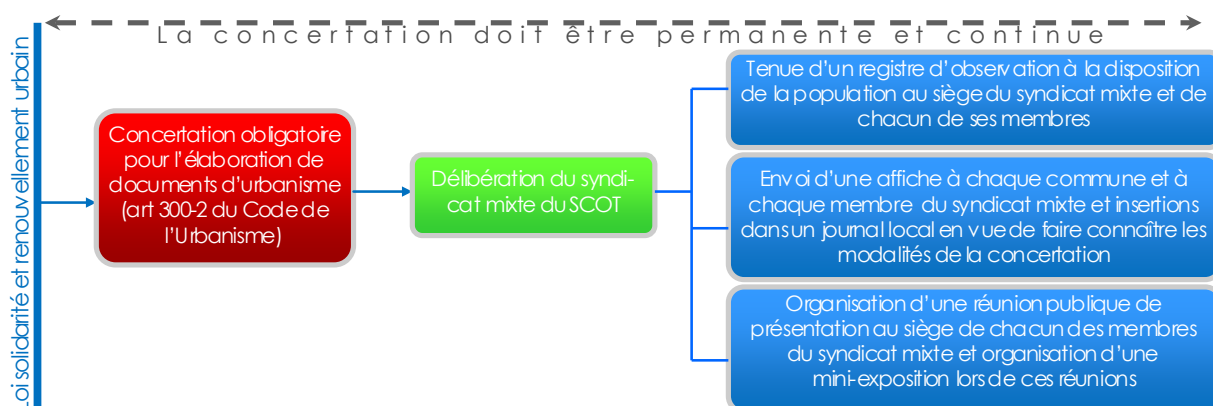 La concertation doit être permanente et continue
Loi solidarité et renouvellement urbain
Concertation obligatoire
pour l'élaboration de
documents d'urbanisme
(art 300-2 du Code de
l'Urbanisme)
Délibération du syndi-
cat mixte du SCOT
Tenue d'un registre d'observation à la disposition
de la population au siège du syndicat mixte et de
chacun de ses membres
Envoi d'une affiche à chaque commune et à
chaque membre du syndicat mixte et insertions
dans un journal local en vue de faire connaître les
modalités de la concertation
Organisation d'une réunion publique de
présentation au siège de chacun des membres
du syndicat mixte et organisation d'une
mini-exposition lors de ces réunions